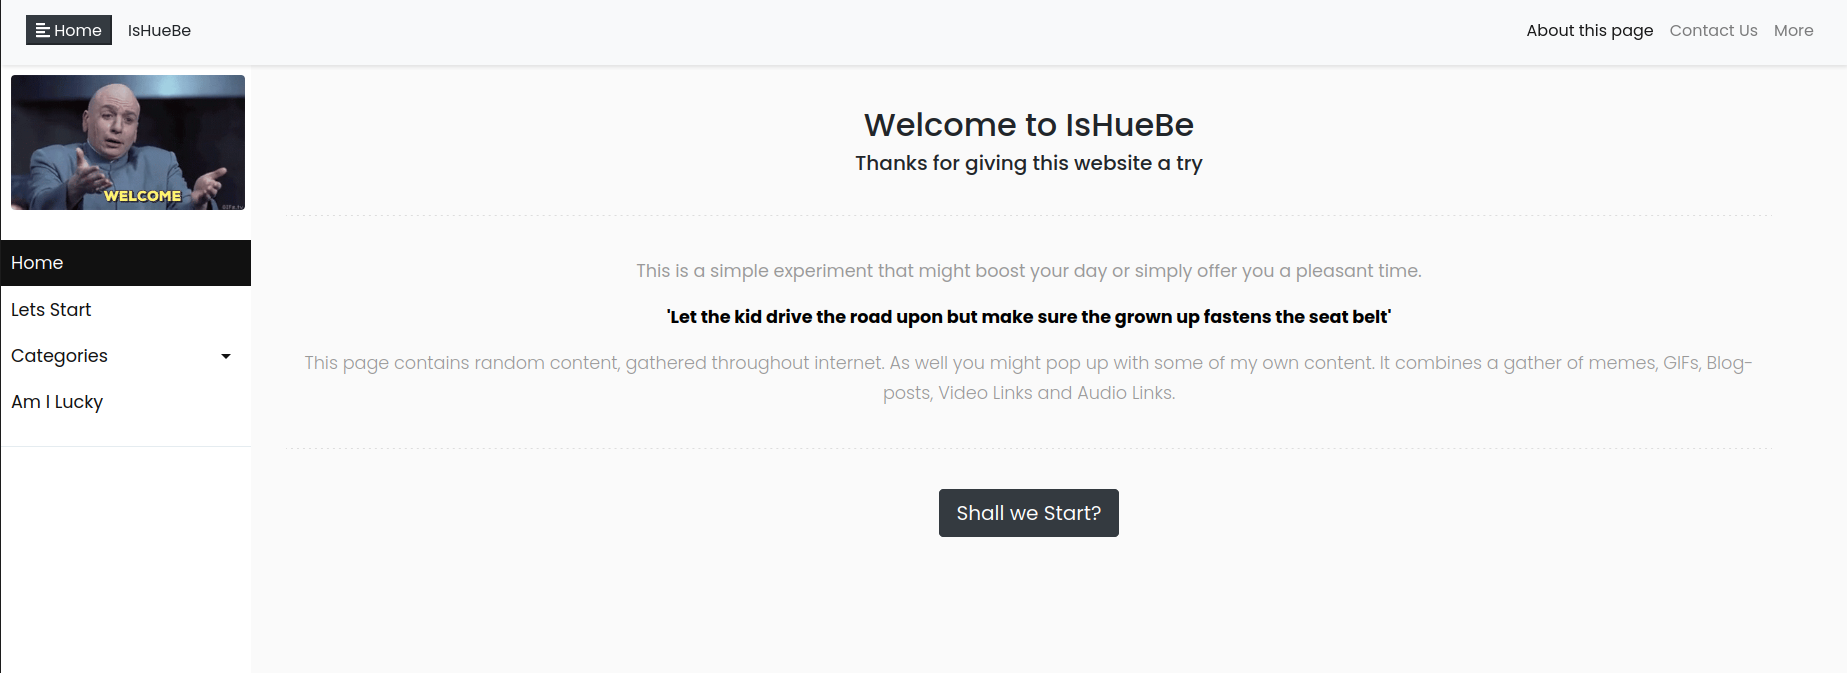 Home IsHueBe About this page Contact Us More
WELCOME
Home
Lets Start
Categories
Am I Lucky
Welcome to IsHueBe
Thanks for giving this website a try
This is a simple experiment that might boost your day or simply offer you a pleasant time.
'Let the kid drive the road upon but make sure the grown up fastens the seat belt'
This page contains random content, gathered throughout internet. As well you might pop up with some of my own content. It combines a gather of memes, GIFs, Blog-
posts, Video Links and Audio Links.
Shall we Start?